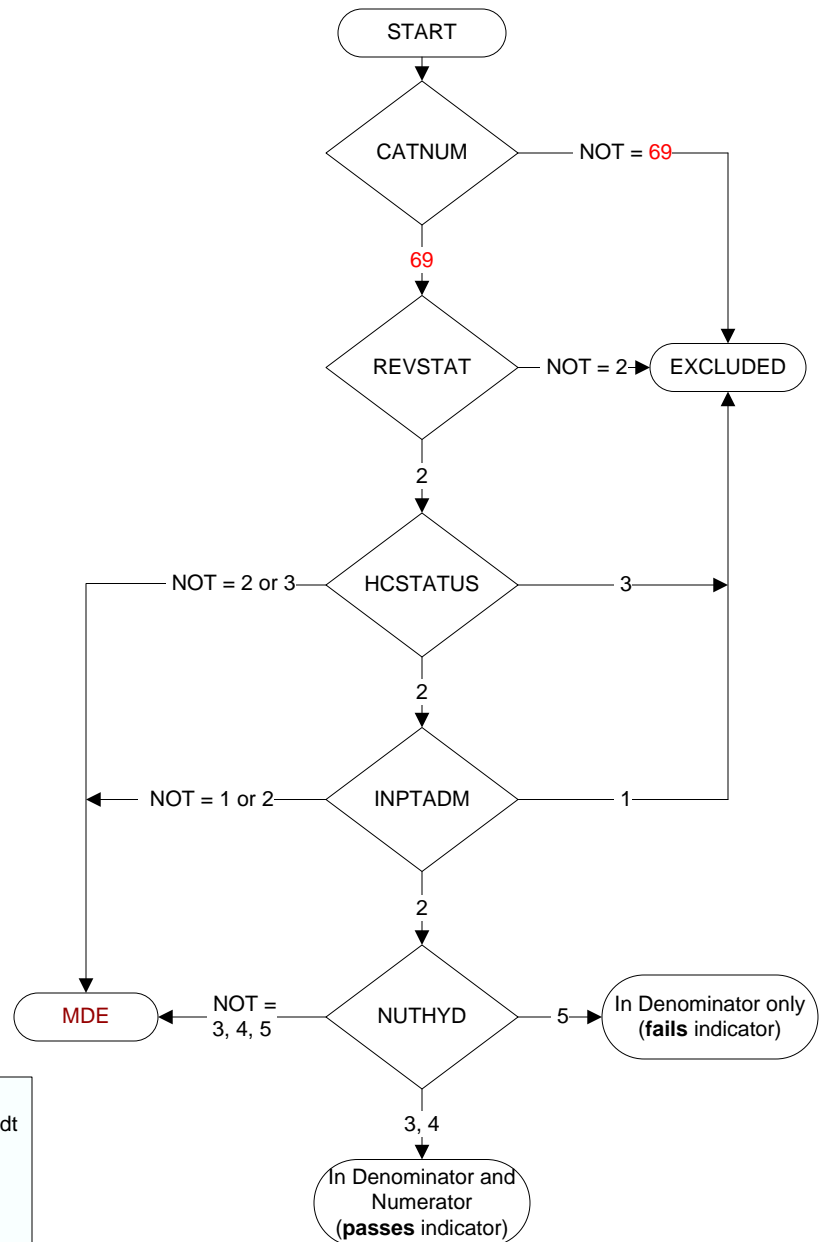 START
CATNUM
NOT = 69
69
REVSTAT
NOT = 2
EXCLUDED
2
HCSTATUS
NOT = 2 or 3
3
2
INPTADM
NOT = 1 or 2
1
2
NUTHYD
MDE
NOT =
3, 4, 5
5
In Denominator only
(fails indicator)
dt
3, 4
In Denominator and
Numerator
(passes indicator)